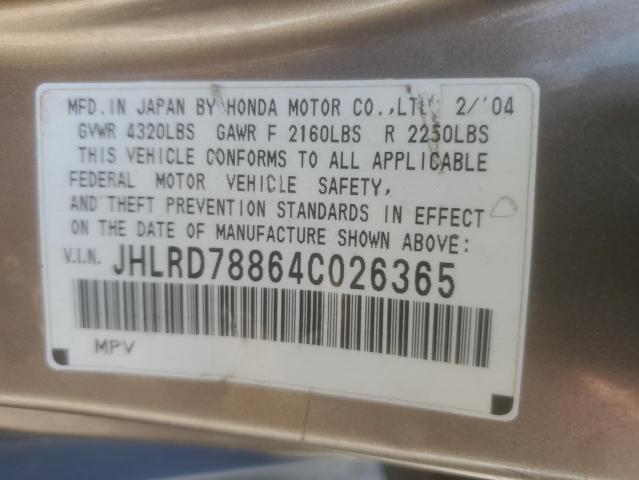 MFD. IN JAPAN BY HONDA MOTOR CO., 2/'04
GVWR 4320LBS GAWR F 2160LBS R 2250LBS
THIS VEHICLE CONFORMS TO ALL APPLICABLE
FEDERAL MOTOR VEHICLE SAFETY,
AND THEFT PREVENTION STANDARDS IN EFFECT
ON THE DATE OF MANUFACTURE SHOWN ABOVE:
V.I.N. JHLRD78864C026365
MPV